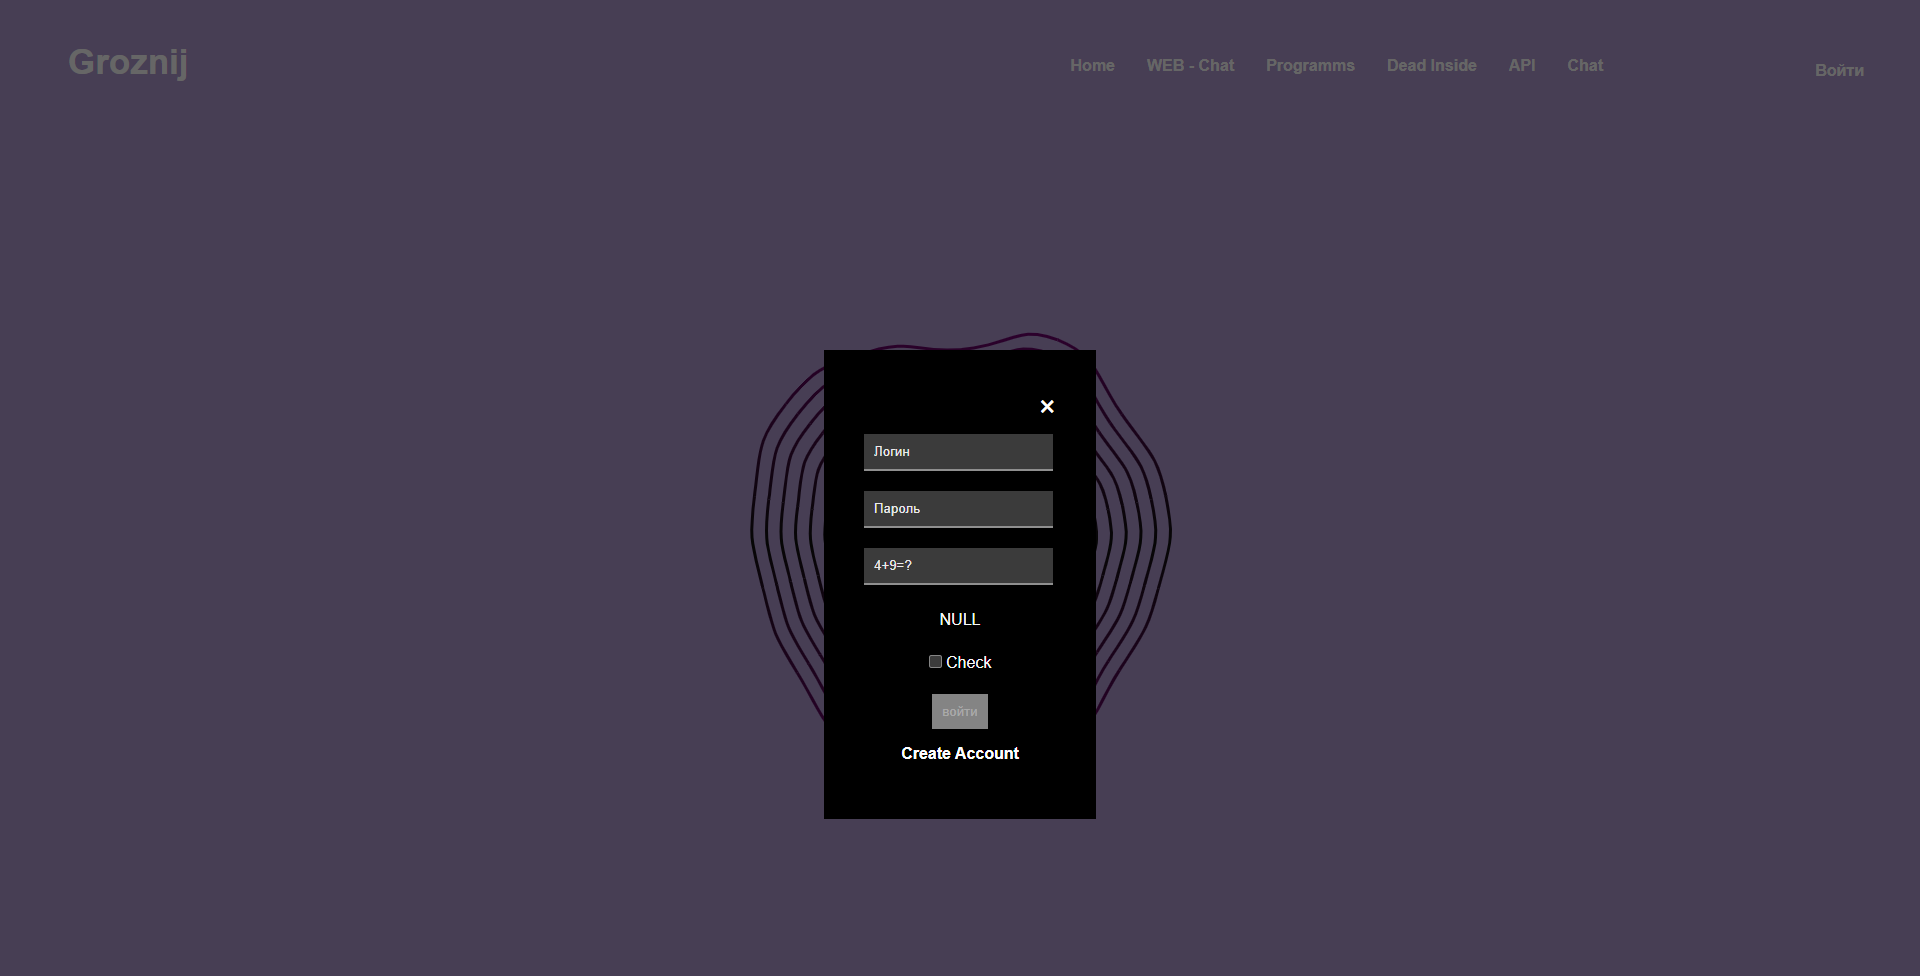 Groznij
Home WEB - Chat Programms Dead Inside API Chat
Войти
×
Логин
Пароль
4+9=?
NULL
Check
войти
Create Account